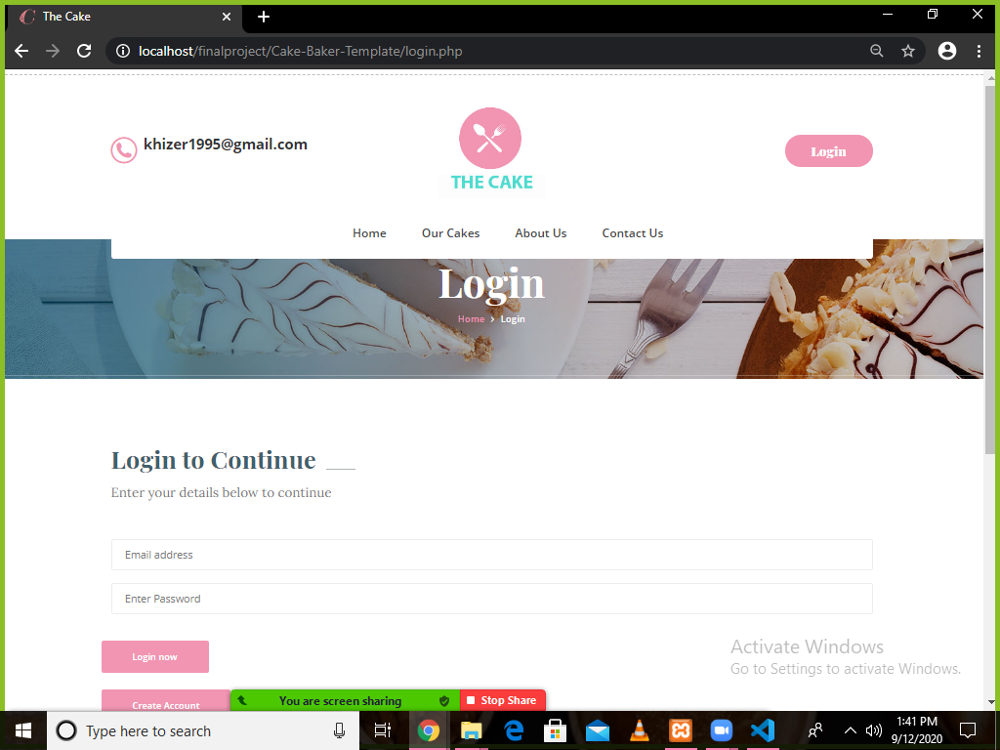 The Cake
localhost/finalproject/Cake-Baker-Template/login.php
khizer1995@gmail.com
THE CAKE
Login
Home Our Cakes About Us Contact Us
Login
Home › Login
Login to Continue
Enter your details below to continue
Email address
Enter Password
Login now
Activate Windows
Go to Settings to activate Windows.
Create Account
You are screen sharing
Stop Share
Type here to search
1:41 PM
9/12/2020